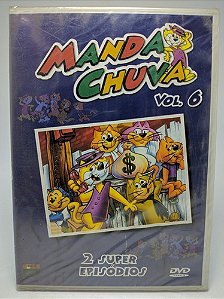 MANDA
CHUVA
VOL. 6
$
2 SUPER
EPISÓDIOS
DVD